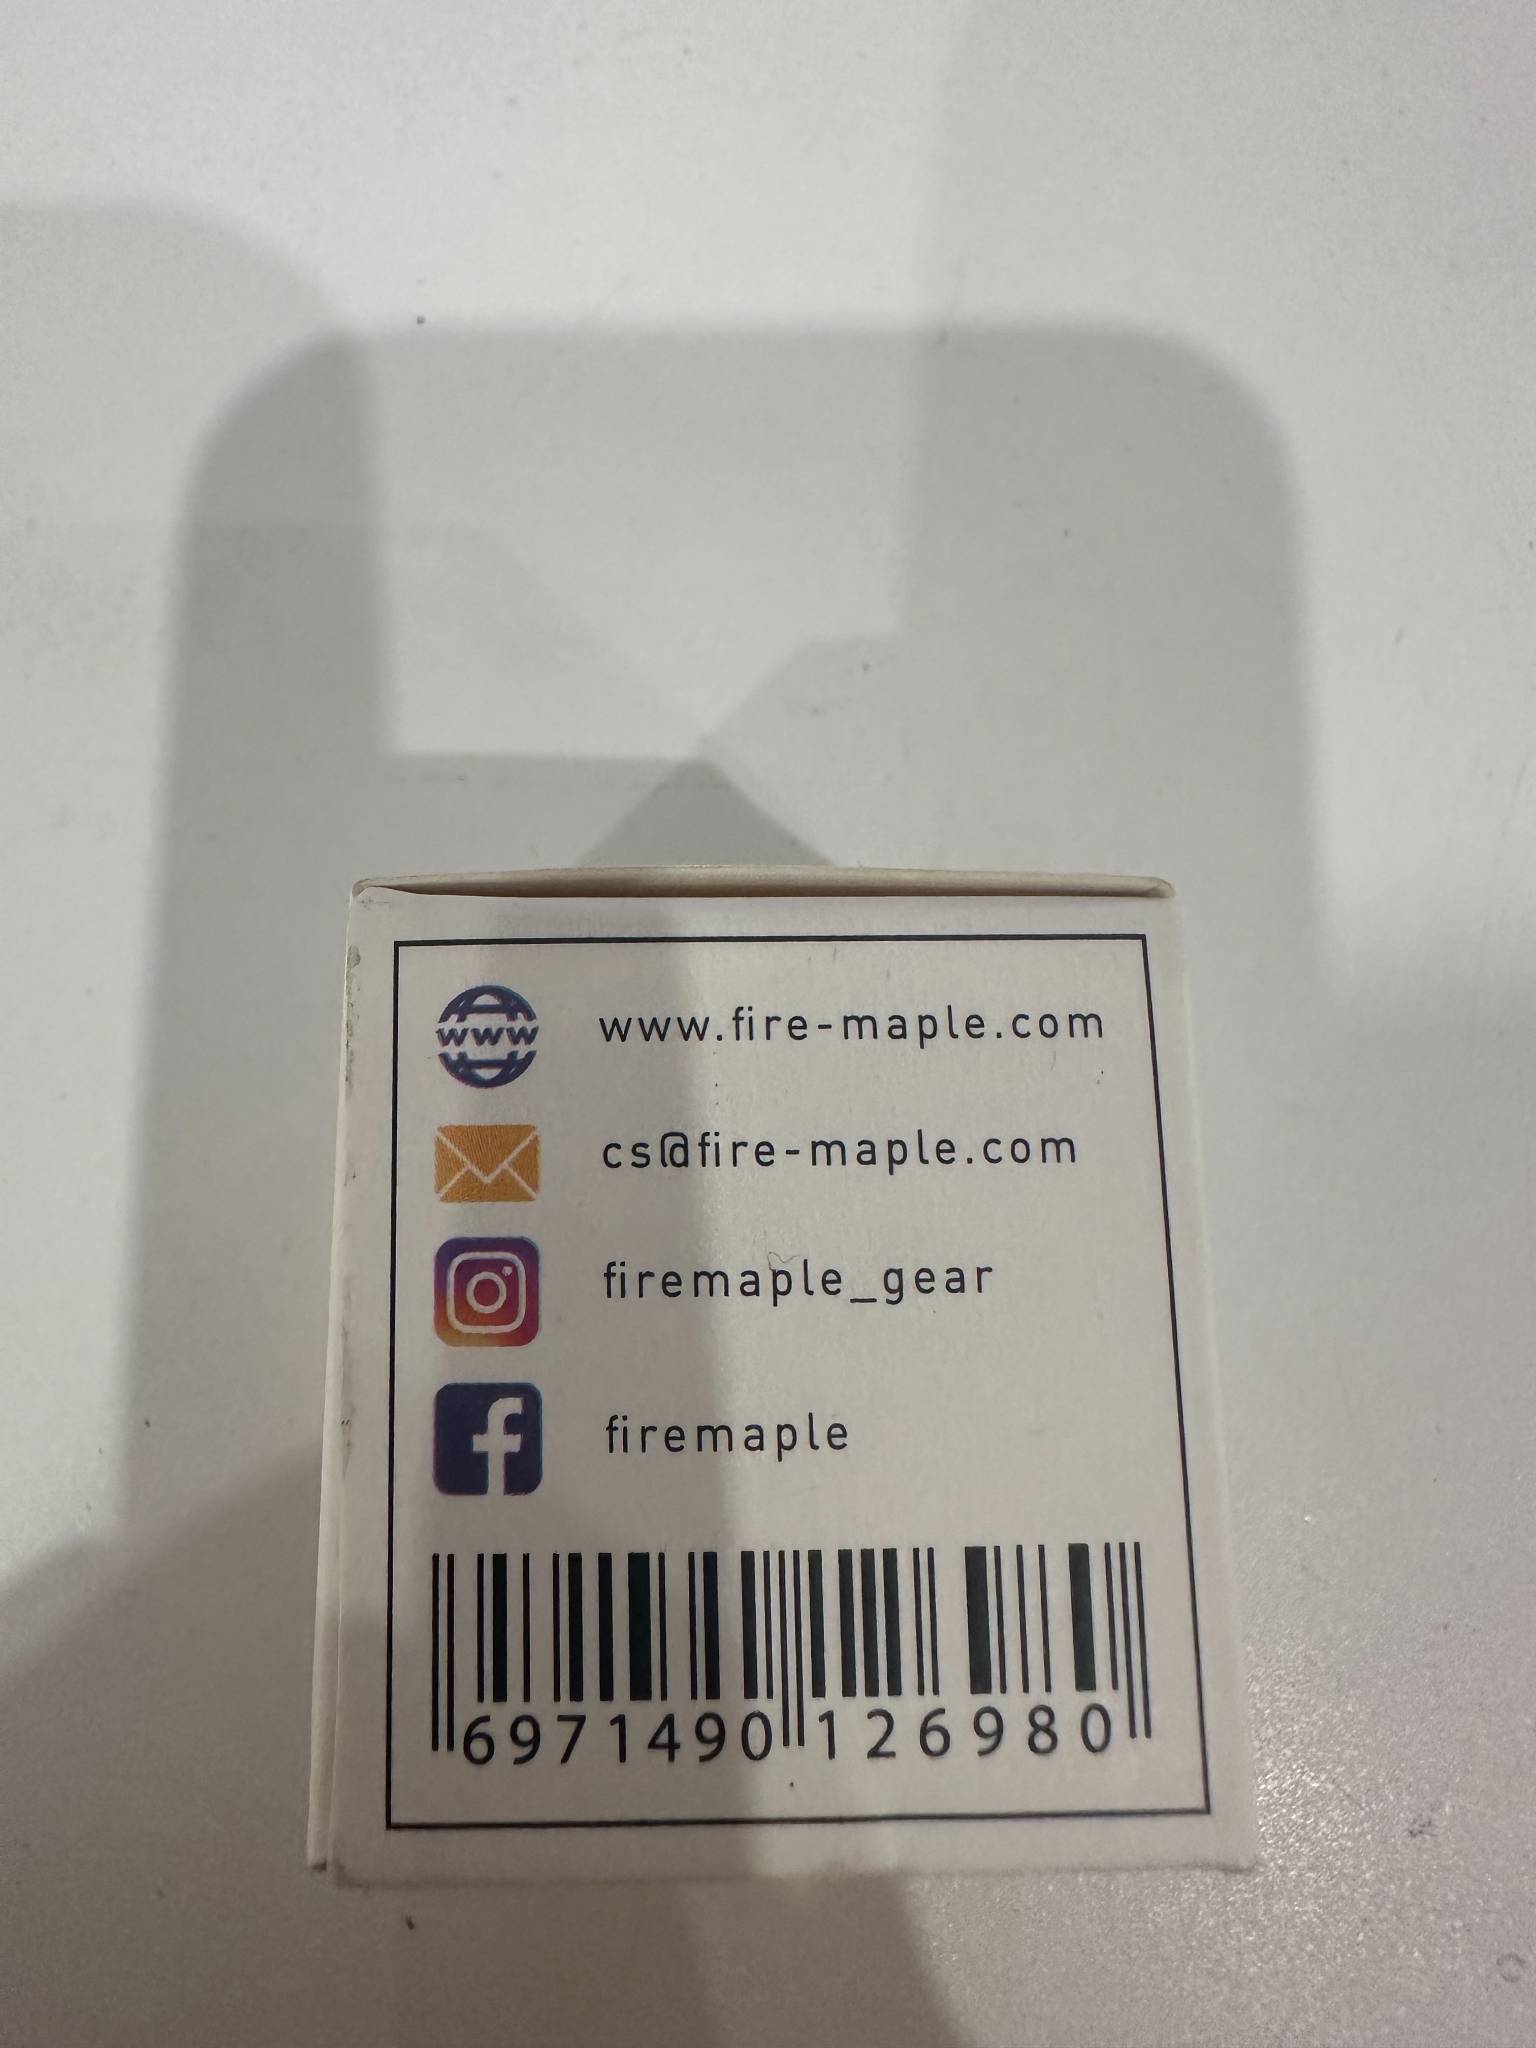 www www.fire-maple.com
cs@fire-maple.com
firemaple_gear
f firemaple
6971490 126980